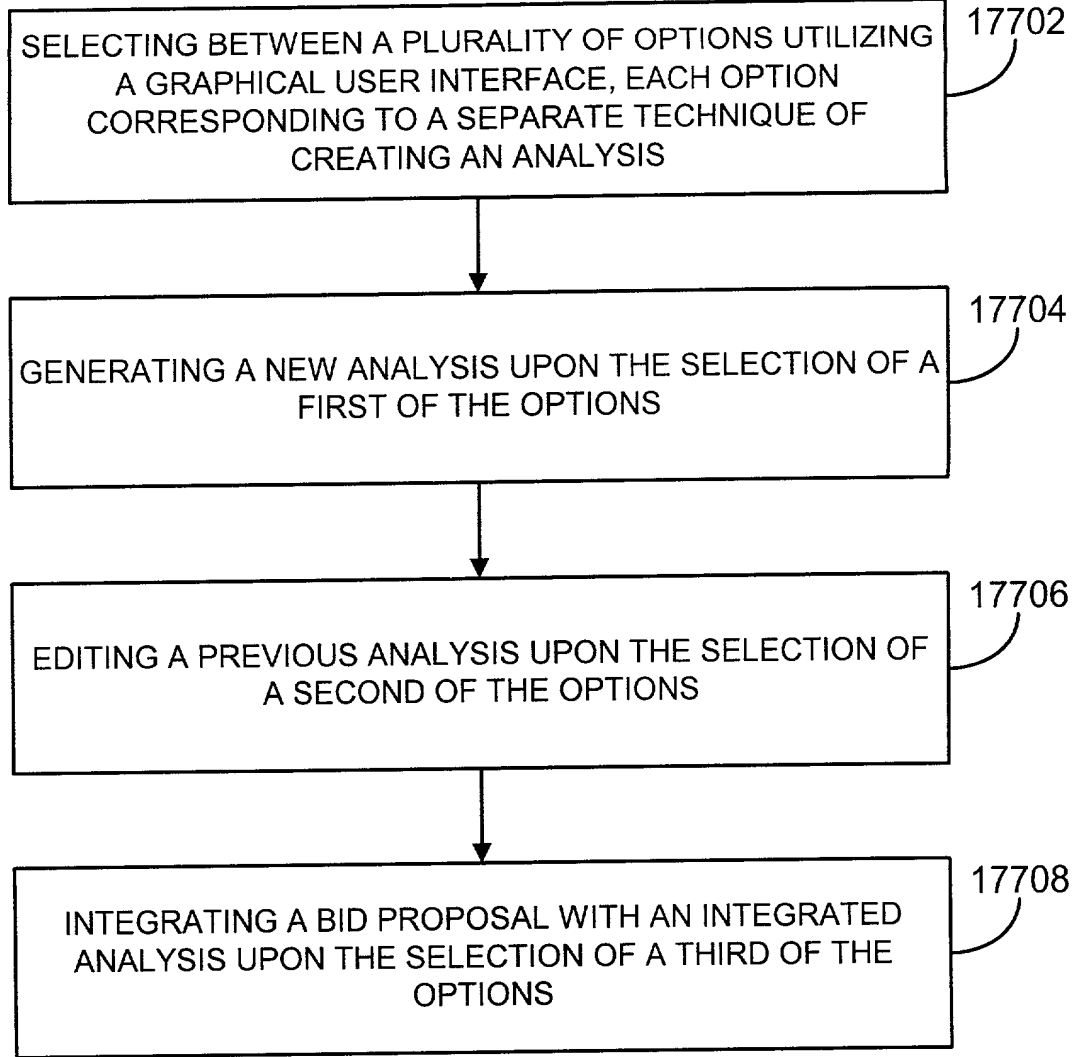 17702
SELECTING BETWEEN A PLURALITY OF OPTIONS UTILIZING
A GRAPHICAL USER INTERFACE, EACH OPTION
CORRESPONDING TO A SEPARATE TECHNIQUE OF
CREATING AN ANALYSIS
17704
GENERATING A NEW ANALYSIS UPON THE SELECTION OF A
FIRST OF THE OPTIONS
17706
EDITING A PREVIOUS ANALYSIS UPON THE SELECTION OF
A SECOND OF THE OPTIONS
17708
INTEGRATING A BID PROPOSAL WITH AN INTEGRATED
ANALYSIS UPON THE SELECTION OF A THIRD OF THE
OPTIONS